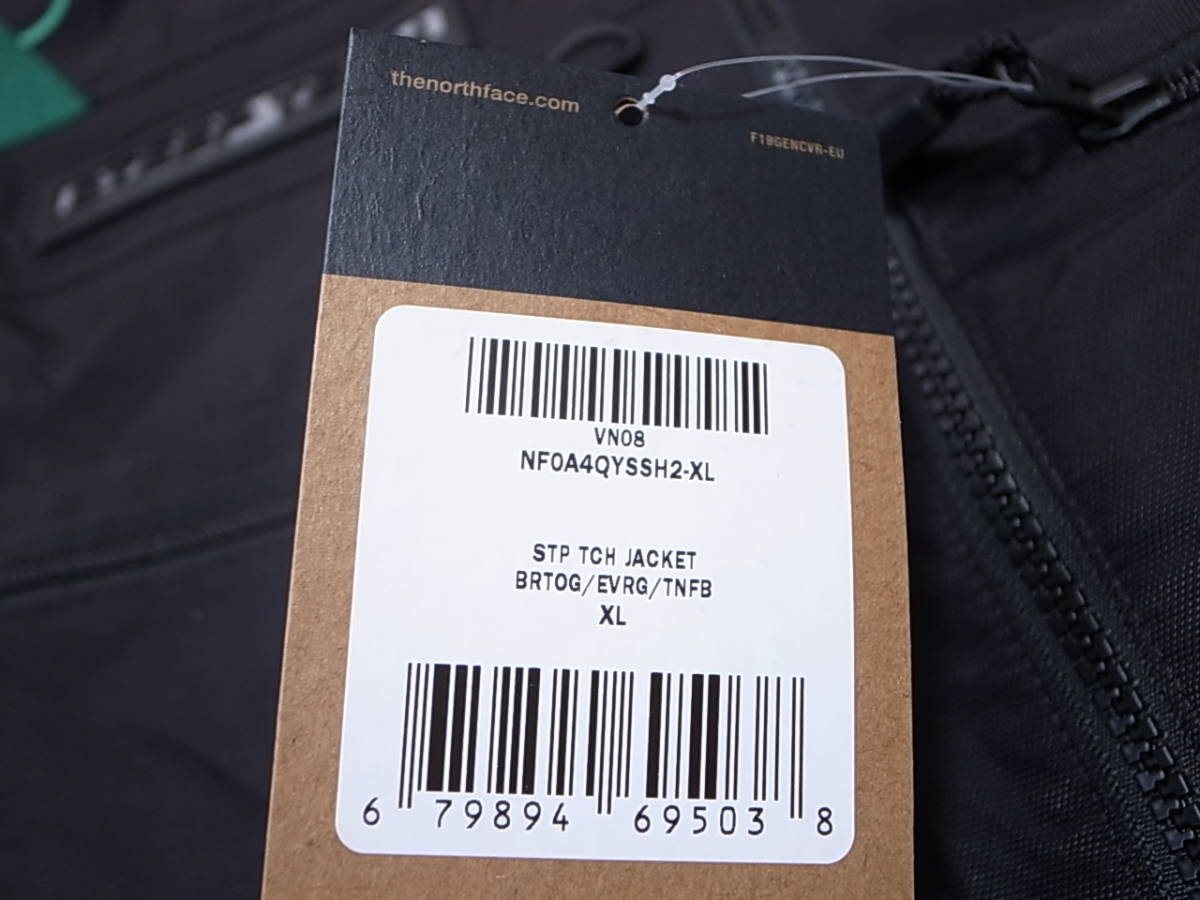 thenorthface.com
F19GENCVR-EU
VN08
NF0A4QYSSH2-XL
STP TCH JACKET
BRTOG/EVRG/TNFB
XL
6 79894 69503 8